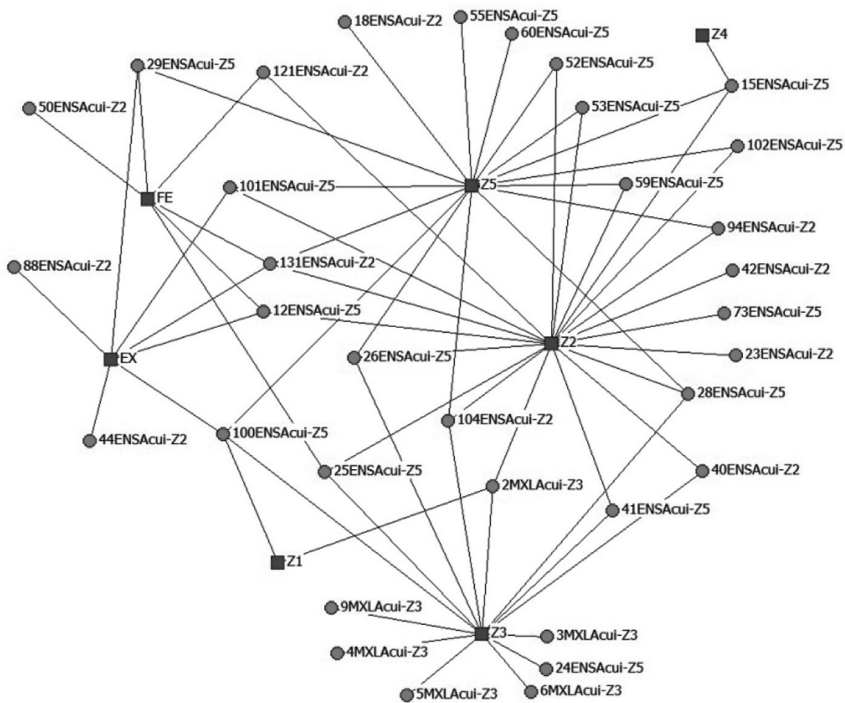 18ENSAcui-Z2
55ENSAcui-Z5
60ENSAcui-Z5
Z4
29ENSAcui-Z5
121ENSAcui-Z2
52ENSAcui-Z5
15ENSAcui-Z5
50ENSAcui-Z2
53ENSAcui-Z5
102ENSAcui-Z5
101ENSAcui-Z5
Z5
59ENSAcui-Z5
FE
94ENSAcui-Z2
88ENSAcui-Z2
131ENSAcui-Z2
42ENSAcui-Z2
12ENSAcui-Z5
73ENSAcui-Z5
EX
26ENSAcui-Z5
Z2
23ENSAcui-Z2
28ENSAcui-Z5
44ENSAcui-Z2
100ENSAcui-Z5
104ENSAcui-Z2
25ENSAcui-Z5
2MXLAcui-Z3
40ENSAcui-Z2
41ENSAcui-Z5
Z1
9MXLAcui-Z3
Z3
3MXLAcui-Z3
4MXLAcui-Z3
24ENSAcui-Z5
5MXLAcui-Z3
6MXLAcui-Z3